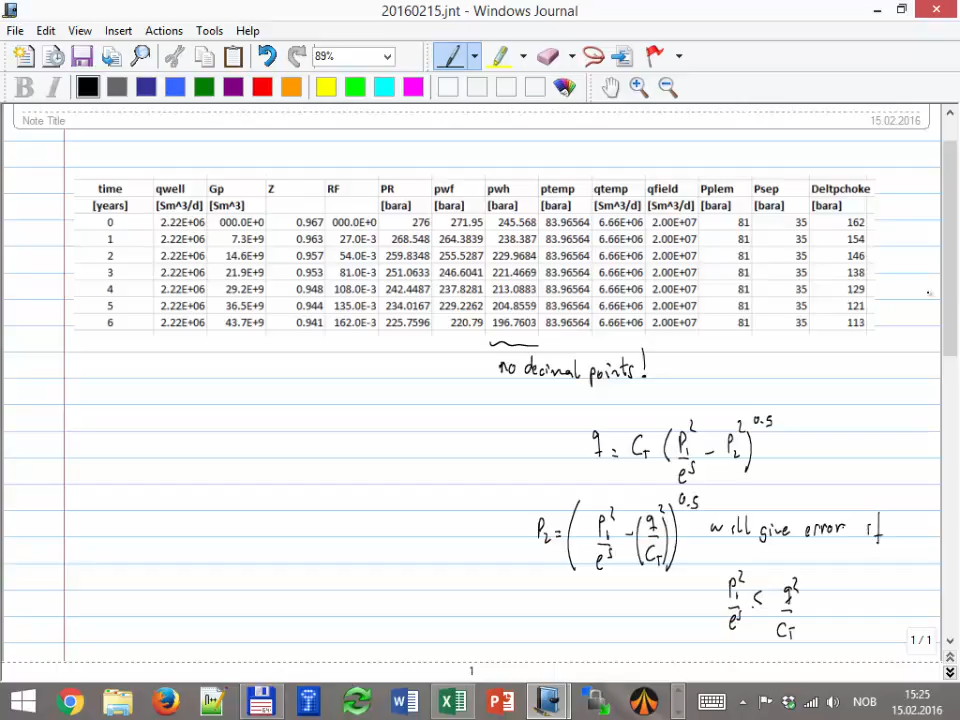 20160215.jnt - Windows Journal
File Edit View Insert Actions Tools Help
89%
B I
Note Title 15.02.2016
time qwell Gp Z RF PR pwf pwh ptemp qtemp qfield Pplem Psep Deltpchoke
[years] [Sm^3/d] [Sm^3] [bara] [bara] [bara] [bara] [Sm^3/d] [Sm^3/d] [bara] [bara] [bara]
0 2.22E+06 000.0E+0 0.967 000.0E+0 276 271.95 245.568 83.96564 6.66E+06 2.00E+07 81 35 162
1 2.22E+06 7.3E+9 0.963 27.0E-3 268.548 264.3839 238.387 83.96564 6.66E+06 2.00E+07 81 35 154
2 2.22E+06 14.6E+9 0.957 54.0E-3 259.8348 255.5287 229.9684 83.96564 6.66E+06 2.00E+07 81 35 146
3 2.22E+06 21.9E+9 0.953 81.0E-3 251.0633 246.6041 221.4669 83.96564 6.66E+06 2.00E+07 81 35 138
4 2.22E+06 29.2E+9 0.948 108.0E-3 242.4487 237.8281 213.0883 83.96564 6.66E+06 2.00E+07 81 35 129
5 2.22E+06 36.5E+9 0.944 135.0E-3 234.0167 229.2262 204.8559 83.96564 6.66E+06 2.00E+07 81 35 121
6 2.22E+06 43.7E+9 0.941 162.0E-3 225.7596 220.79 196.7603 83.96564 6.66E+06 2.00E+07 81 35 113
no decimal points!
q = C_T (P_1^2/e^s - P_2^2)^0.5
P_2 = (P_1^2/e^s - (q/C_T)^2)^0.5 will give error if
P_1^2/e^s < q^2/C_T
1 / 1
1
NOB
15:25
15.02.2016